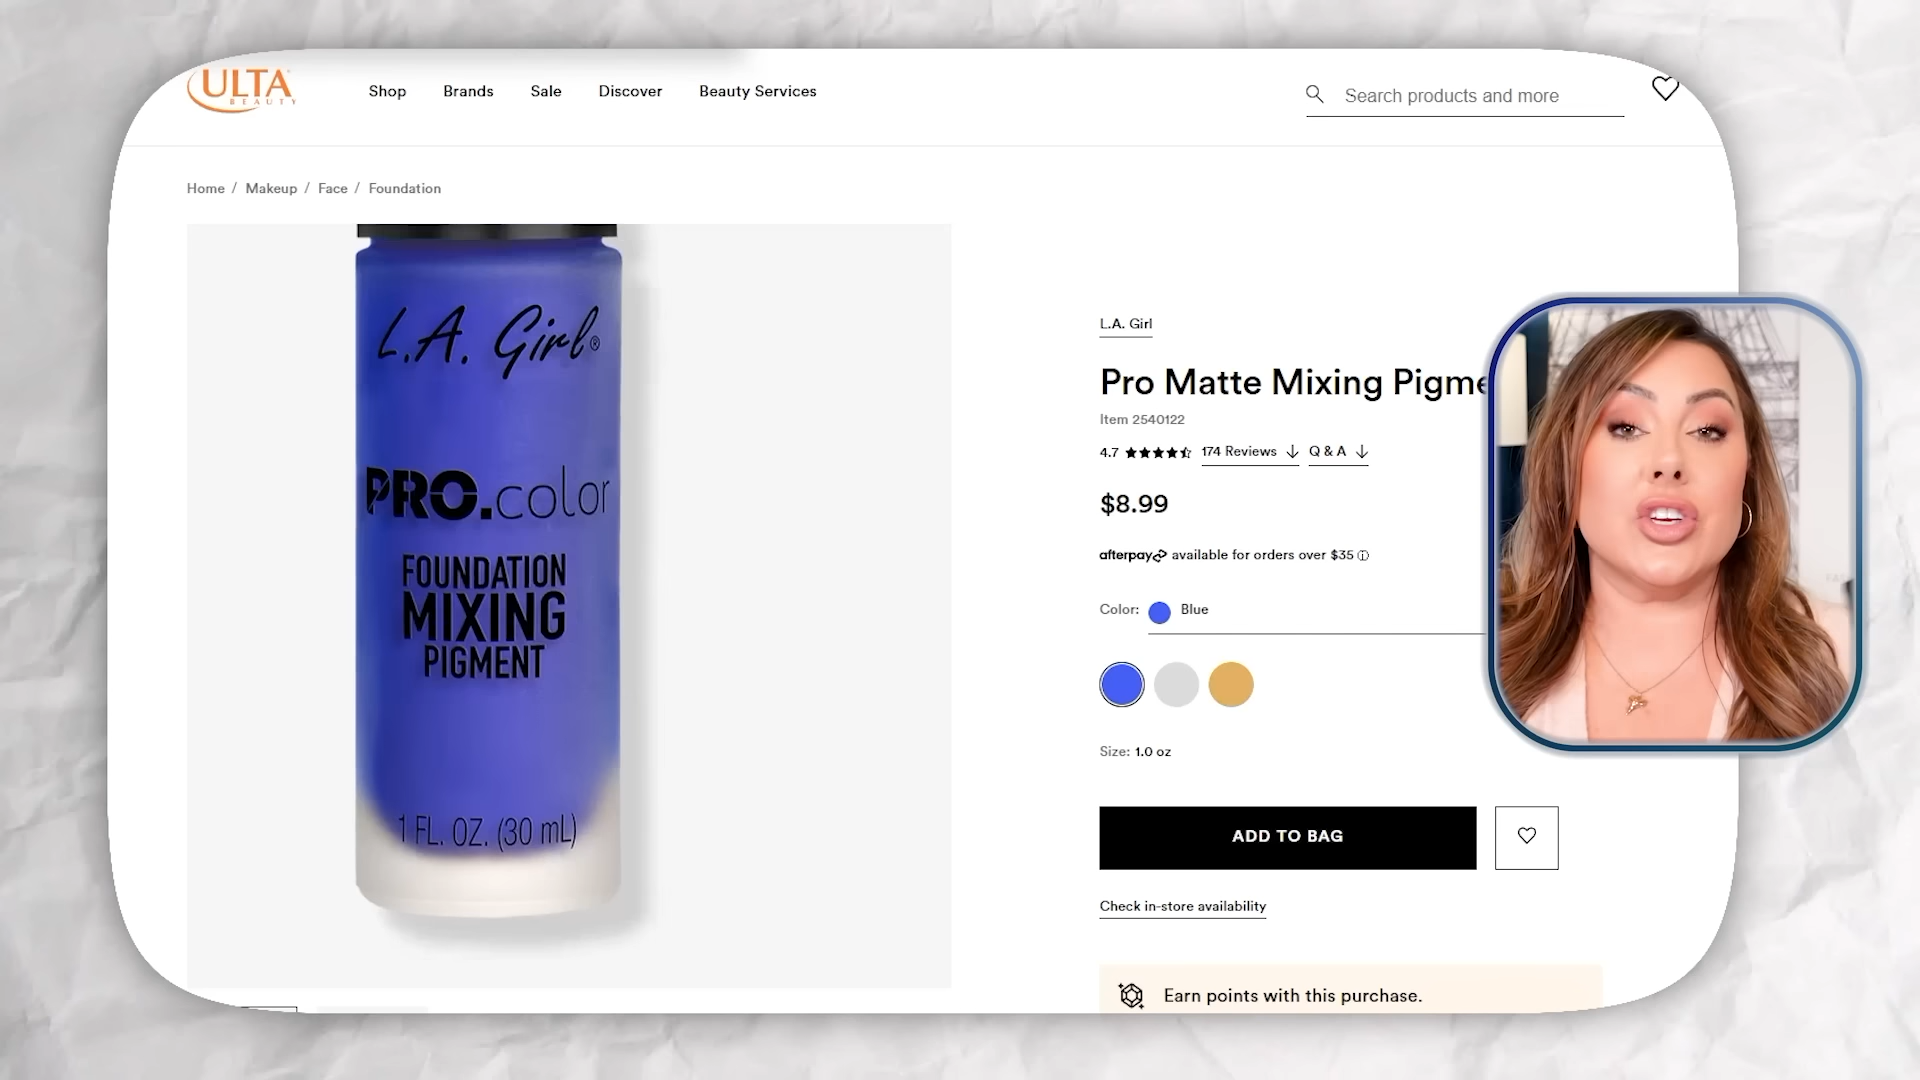 ULTA
BEAUTY
Shop
Brands
Sale
Discover
Beauty Services
Search products and more
Home / Makeup / Face / Foundation
L.A. Girl®
PRO.color
FOUNDATION
MIXING
PIGMENT
1 FL. OZ. (30 mL)
L.A. Girl
Pro Matte Mixing Pigme
Item 2540122
4.7
174 Reviews
Q & A
$8.99
afterpay available for orders over $35
Color:
Blue
Size: 1.0 oz
ADD TO BAG
Check in-store availability
Earn points with this purchase.